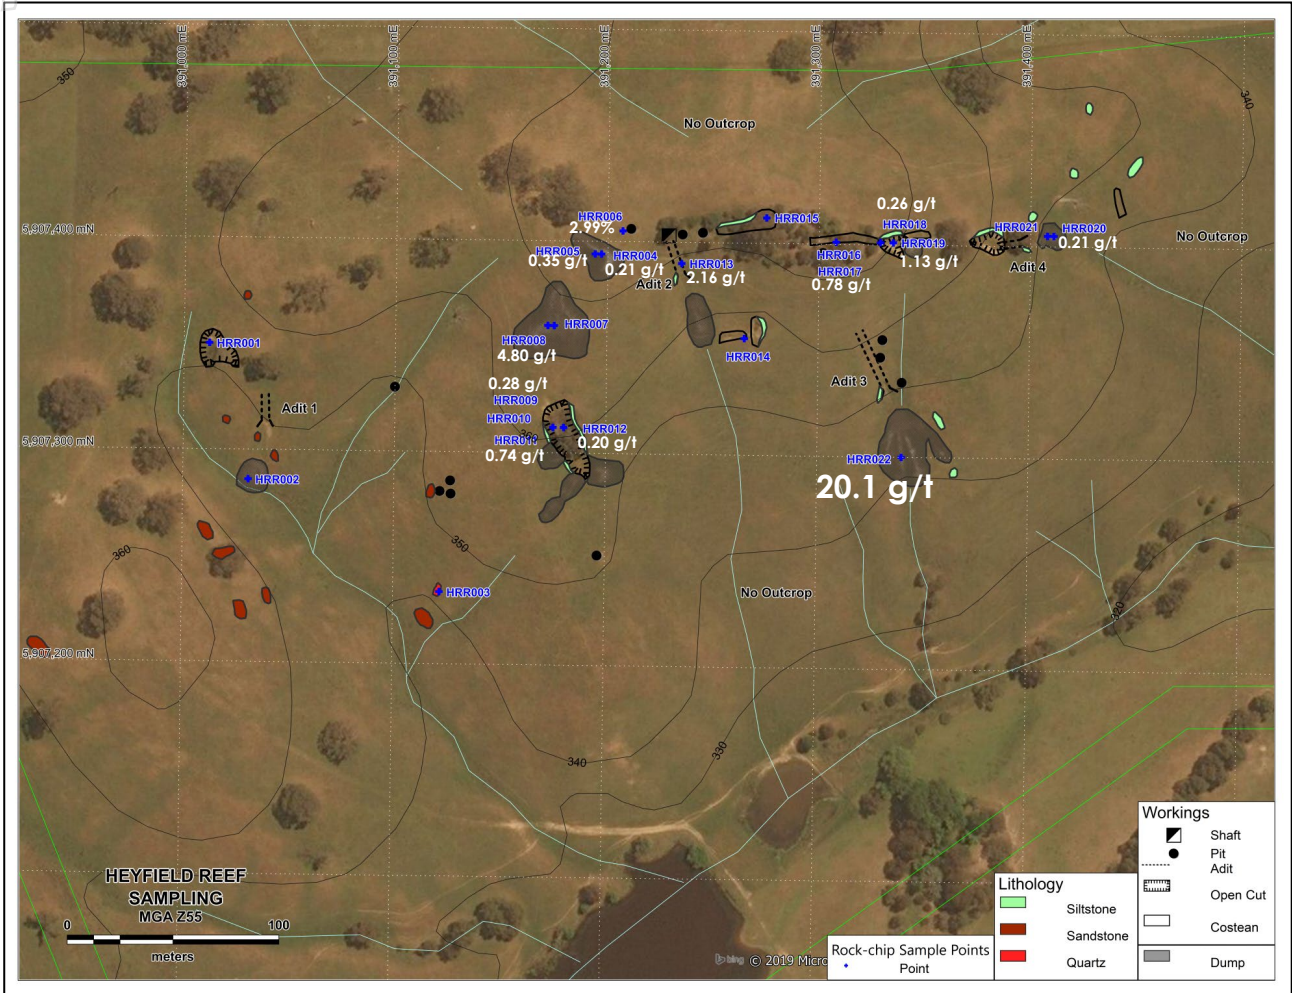 391,000 mE
391,100 mE
391,200 mE
391,300 mE
391,400 mE
350
340
No Outcrop
0.26 g/t
HRR006
2.99%
HRR015
HRR018
HRR021
HRR020
0.21 g/t
5,907,400 mN
No Outcrop
HRR005
0.35 g/t
HRR004
0.21 g/t
HRR013
2.16 g/t
HRR016
HRR019
1.13 g/t
HRR017
0.78 g/t
Adit 2
Adit 4
HRR007
HRR008
4.80 g/t
HRR001
HRR014
0.28 g/t
HRR009
Adit 3
Adit 1
HRR010
HRR012
0.20 g/t
360
HRR011
0.74 g/t
5,907,300 mN
HRR022
20.1 g/t
HRR002
350
360
HRR003
No Outcrop
320
5,907,200 mN
330
340
HEYFIELD REEF
SAMPLING
MGA Z55
0 100
meters
© 2019 Micro
bing
Rock-chip Sample Points
Point
Lithology
Siltstone
Sandstone
Quartz
Workings
Shaft
Pit
Adit
Open Cut
Costean
Dump